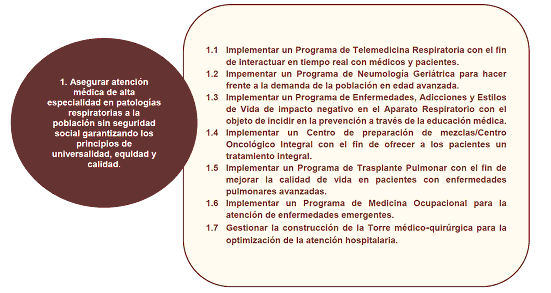 1. Asegurar atención
médica de alta
especialidad en patologías
respiratorias a la
población sin seguridad
social garantizando los
principios de
universalidad, equidad y
calidad.
1.1 Implementar un Programa de Telemedicina Respiratoria con el fin
de interactuar en tiempo real con médicos y pacientes.
1.2 Impementar un Programa de Neumología Geriátrica para hacer
frente a la demanda de la población en edad avanzada.
1.3 Implementar un Programa de Enfermedades, Adicciones y Estilos
de Vida de impacto negativo en el Aparato Respiratorio con el
objeto de incidir en la prevención a través de la educación médica.
1.4 Implementar un Centro de preparación de mezclas/Centro
Oncológico Integral con el fin de ofrecer a los pacientes un
tratamiento integral.
1.5 Implementar un Programa de Trasplante Pulmonar con el fin de
mejorar la calidad de vida en pacientes con enfermedades
pulmonares avanzadas.
1.6 Implementar un Programa de Medicina Ocupacional para la
atención de enfermedades emergentes.
1.7 Gestionar la construcción de la Torre médico-quirúrgica para la
optimización de la atención hospitalaria.